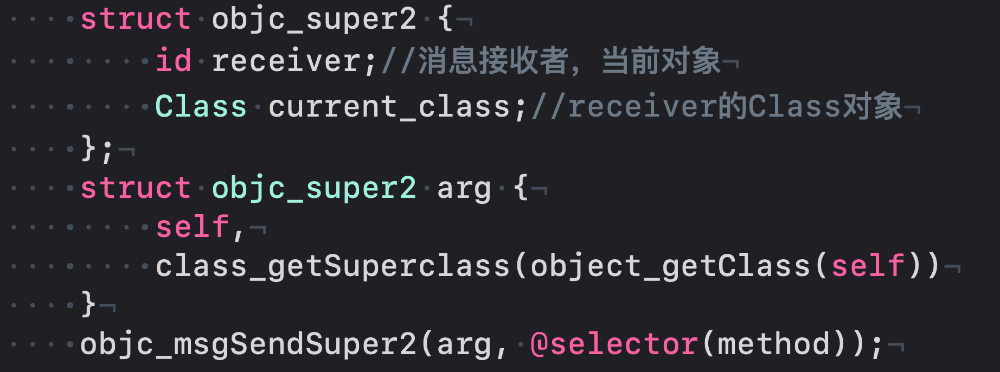 struct objc_super2 {
id receiver;//消息接收者，当前对象
Class current_class;//receiver的Class对象
};
struct objc_super2 arg {
self,
class_getSuperclass(object_getClass(self))
}
objc_msgSendSuper2(arg, @selector(method));